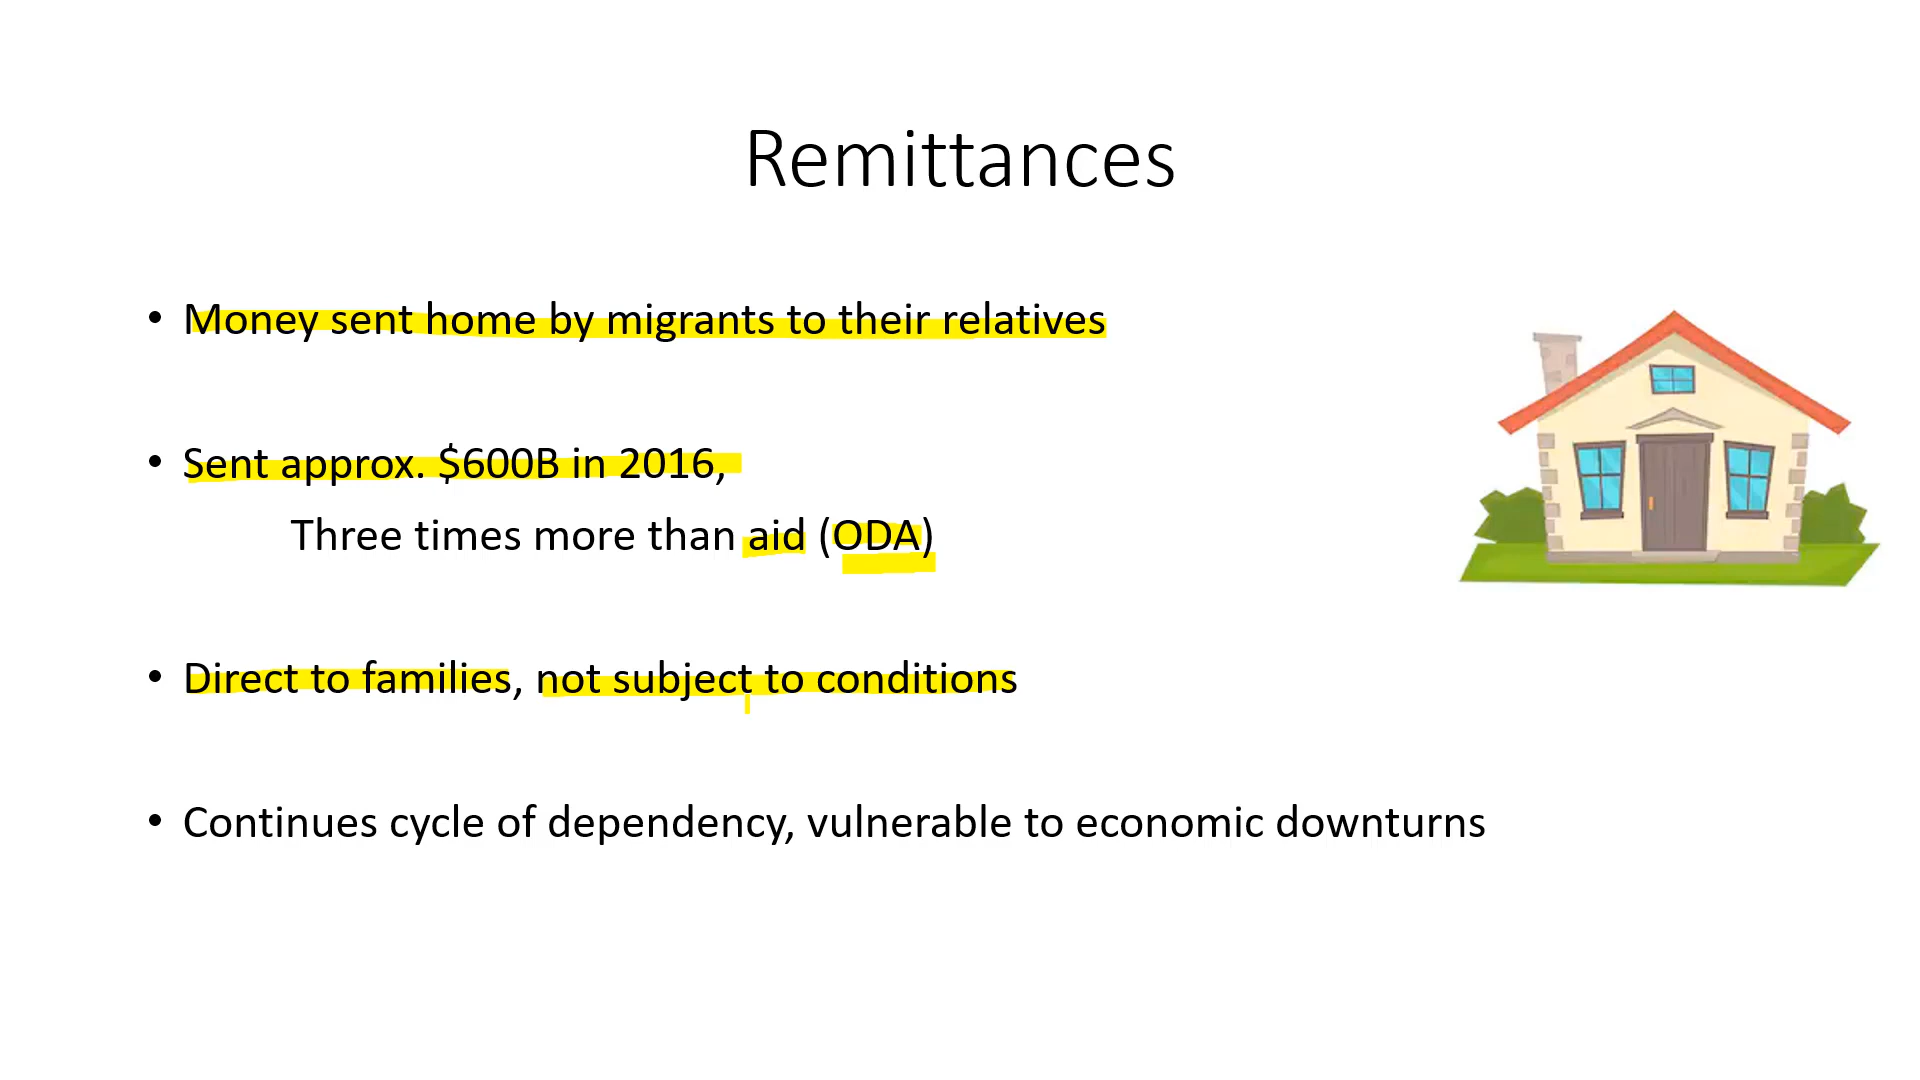 Remittances
• Money sent home by migrants to their relatives
• Sent approx. $600B in 2016,
Three times more than aid (ODA)
• Direct to families, not subject to conditions
• Continues cycle of dependency, vulnerable to economic downturns